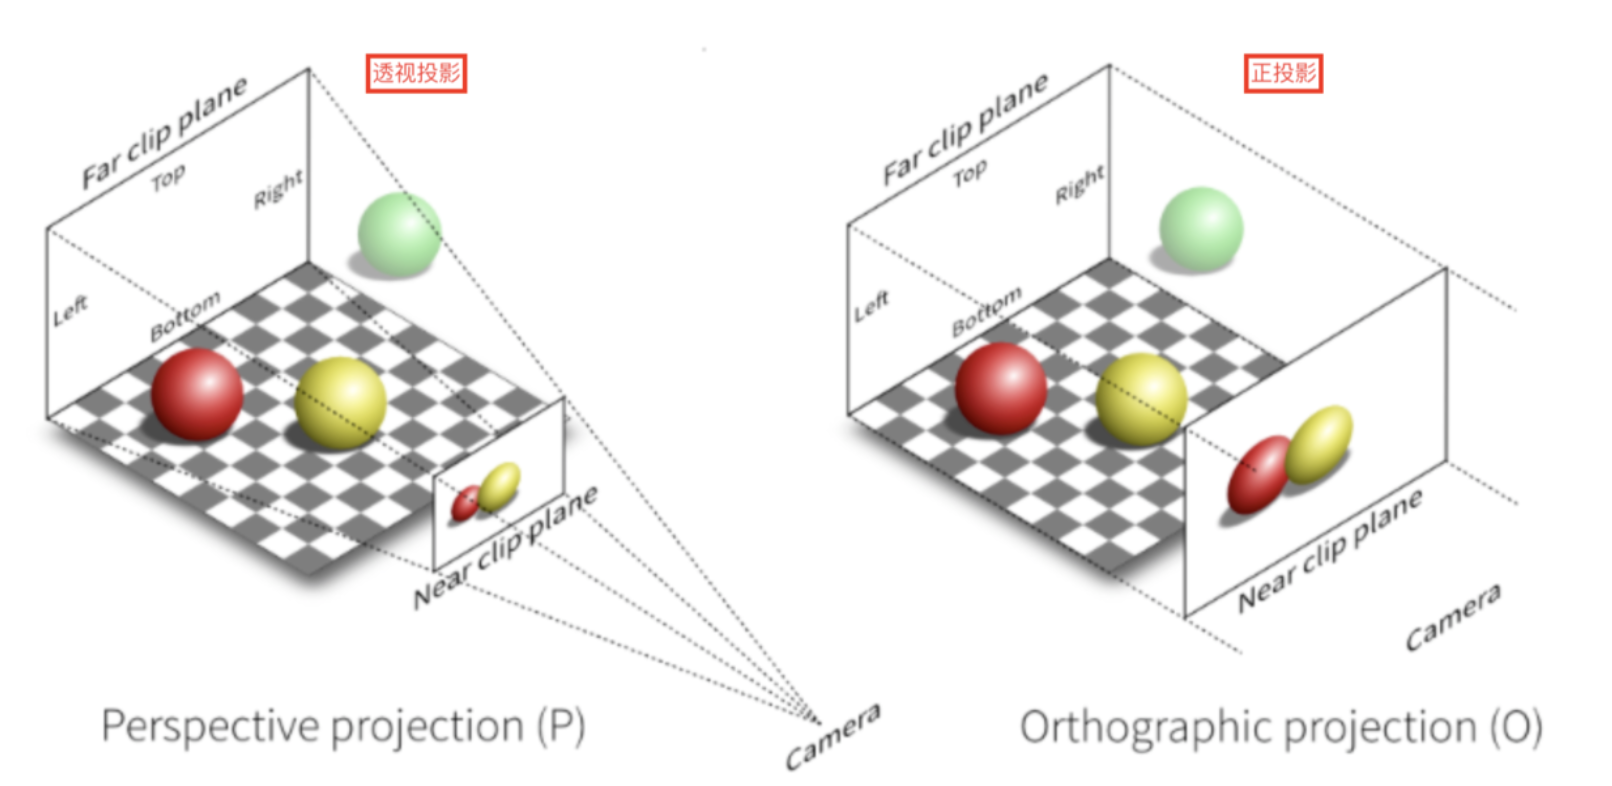 透视投影
Far clip plane
Top
Right
Left
Bottom
Near clip plane
Camera
Perspective projection (P)
正投影
Far clip plane
Top
Right
Left
Bottom
Near clip plane
Camera
Orthographic projection (O)